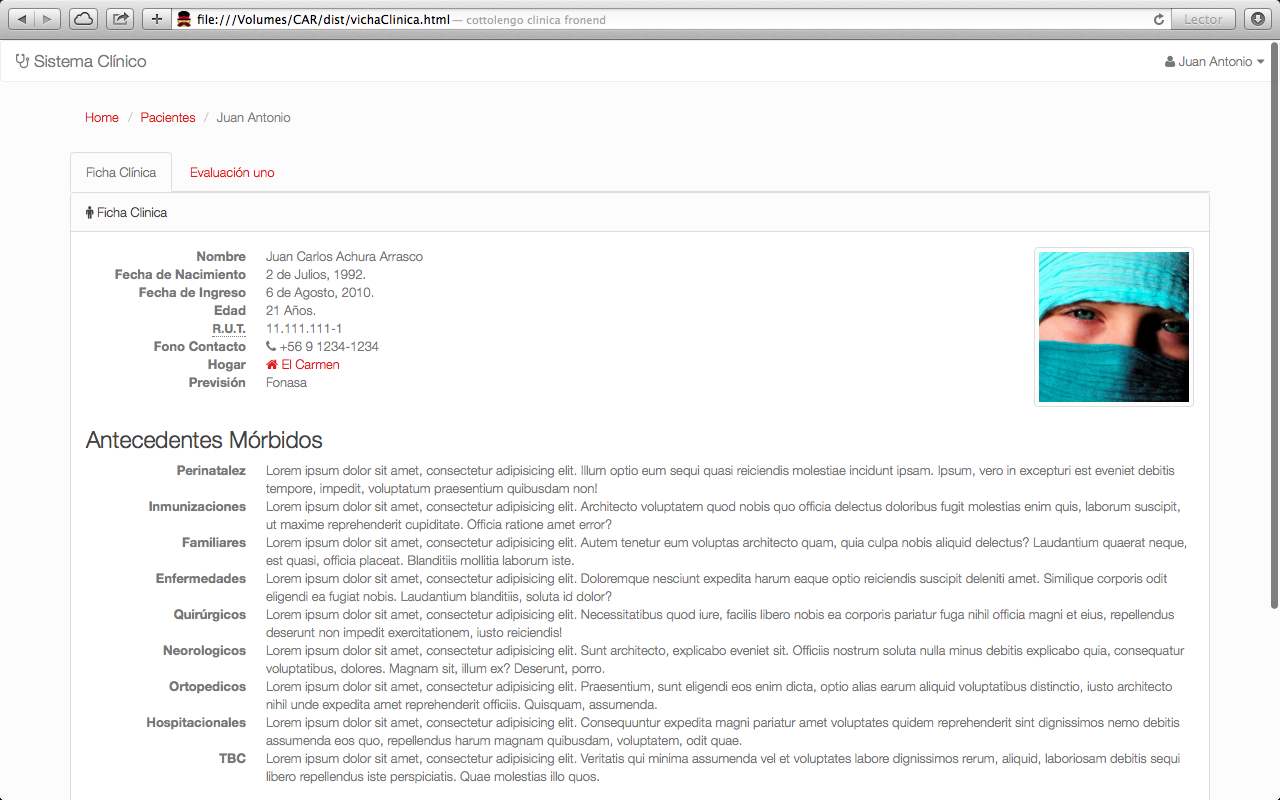 file:///Volumes/CAR/dist/vichaClinica.html — cottolengo clinica fronend
Lector
Sistema Clínico
Juan Antonio
Home / Pacientes / Juan Antonio
Ficha Clínica
Evaluación uno
Ficha Clinica
Nombre Juan Carlos Achura Arrasco
Fecha de Nacimiento 2 de Julios, 1992.
Fecha de Ingreso 6 de Agosto, 2010.
Edad 21 Años.
R.U.T. 11.111.111-1
Fono Contacto +56 9 1234-1234
Hogar El Carmen
Previsión Fonasa
Antecedentes Mórbidos
Perinatalez Lorem ipsum dolor sit amet, consectetur adipisicing elit. Illum optio eum sequi quasi reiciendis molestiae incidunt ipsam. Ipsum, vero in excepturi est eveniet debitis
tempore, impedit, voluptatum praesentium quibusdam non!
Inmunizaciones Lorem ipsum dolor sit amet, consectetur adipisicing elit. Architecto voluptatem quod nobis quo officia delectus doloribus fugit molestias enim quis, laborum suscipit,
ut maxime reprehenderit cupiditate. Officia ratione amet error?
Familiares Lorem ipsum dolor sit amet, consectetur adipisicing elit. Autem tenetur eum voluptas architecto quam, quia culpa nobis aliquid delectus? Laudantium quaerat neque,
est quasi, officia placeat. Blanditiis mollitia laborum iste.
Enfermedades Lorem ipsum dolor sit amet, consectetur adipisicing elit. Doloremque nesciunt expedita harum eaque optio reiciendis suscipit deleniti amet. Similique corporis odit
eligendi ea fugiat nobis. Laudantium blanditiis, soluta id dolor?
Quirúrgicos Lorem ipsum dolor sit amet, consectetur adipisicing elit. Necessitatibus quod iure, facilis libero nobis ea corporis pariatur fuga nihil officia magni et eius, repellendus
deserunt non impedit exercitationem, iusto reiciendis!
Neorologicos Lorem ipsum dolor sit amet, consectetur adipisicing elit. Sunt architecto, explicabo eveniet sit. Officiis nostrum soluta nulla minus debitis explicabo quia, consequatur
voluptatibus, dolores. Magnam sit, illum ex? Deserunt, porro.
Ortopedicos Lorem ipsum dolor sit amet, consectetur adipisicing elit. Praesentium, sunt eligendi eos enim dicta, optio alias earum aliquid voluptatibus distinctio, iusto architecto
nihil unde expedita amet reprehenderit officiis. Quisquam, assumenda.
Hospitacionales Lorem ipsum dolor sit amet, consectetur adipisicing elit. Consequuntur expedita magni pariatur amet voluptates quidem reprehenderit sint dignissimos nemo debitis
assumenda eos quo, repellendus harum magnam quibusdam, voluptatem, odit quae.
TBC Lorem ipsum dolor sit amet, consectetur adipisicing elit. Veritatis qui minima assumenda vel et voluptates labore dignissimos rerum, aliquid, laboriosam debitis sequi
libero repellendus iste perspiciatis. Quae molestias illo quos.